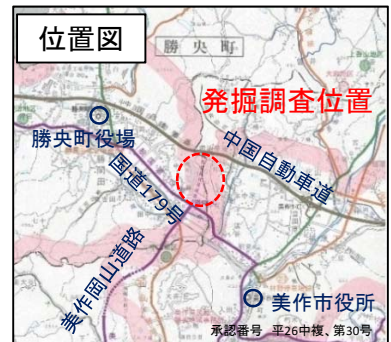 位置図
勝央町
発掘調査位置
勝央町役場
中国自動車道
国道179号
美作岡山道路
美作市役所
承認番号 平26中複、第30号